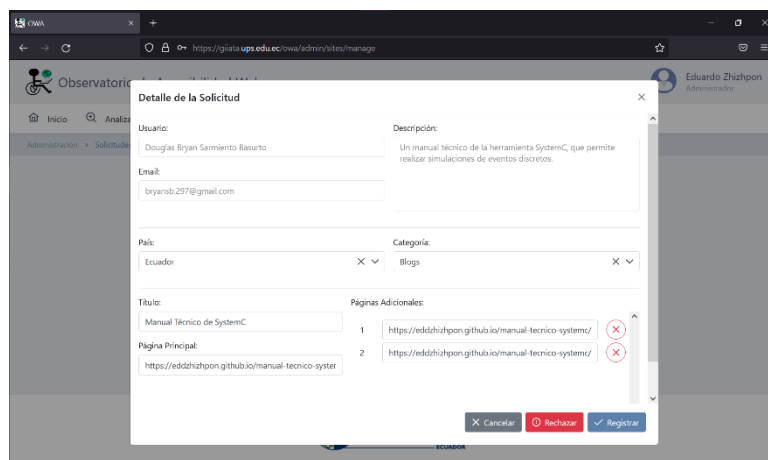 OWA
https://giiata.ups.edu.ec/owa/admin/sites/manage
Observatorio
Eduardo Zhizhpon
Administrador
Inicio
Administración > Solicitudes
Detalle de la Solicitud
Usuario:
Douglas Bryan Sarmiento Basurto
Email:
bryansb.297@gmail.com
Descripción:
Un manual técnico de la herramienta SystemC, que permite
realizar simulaciones de eventos discretos.
País:
Ecuador
Categoría:
Blogs
Título:
Manual Técnico de SystemC
Página Principal:
https://eddzhizhpon.github.io/manual-tecnico-syster
Páginas Adicionales:
1 https://eddzhizhpon.github.io/manual-tecnico-systemc/
2 https://eddzhizhpon.github.io/manual-tecnico-systemc/
Cancelar
Rechazar
Registrar
ECUADOR